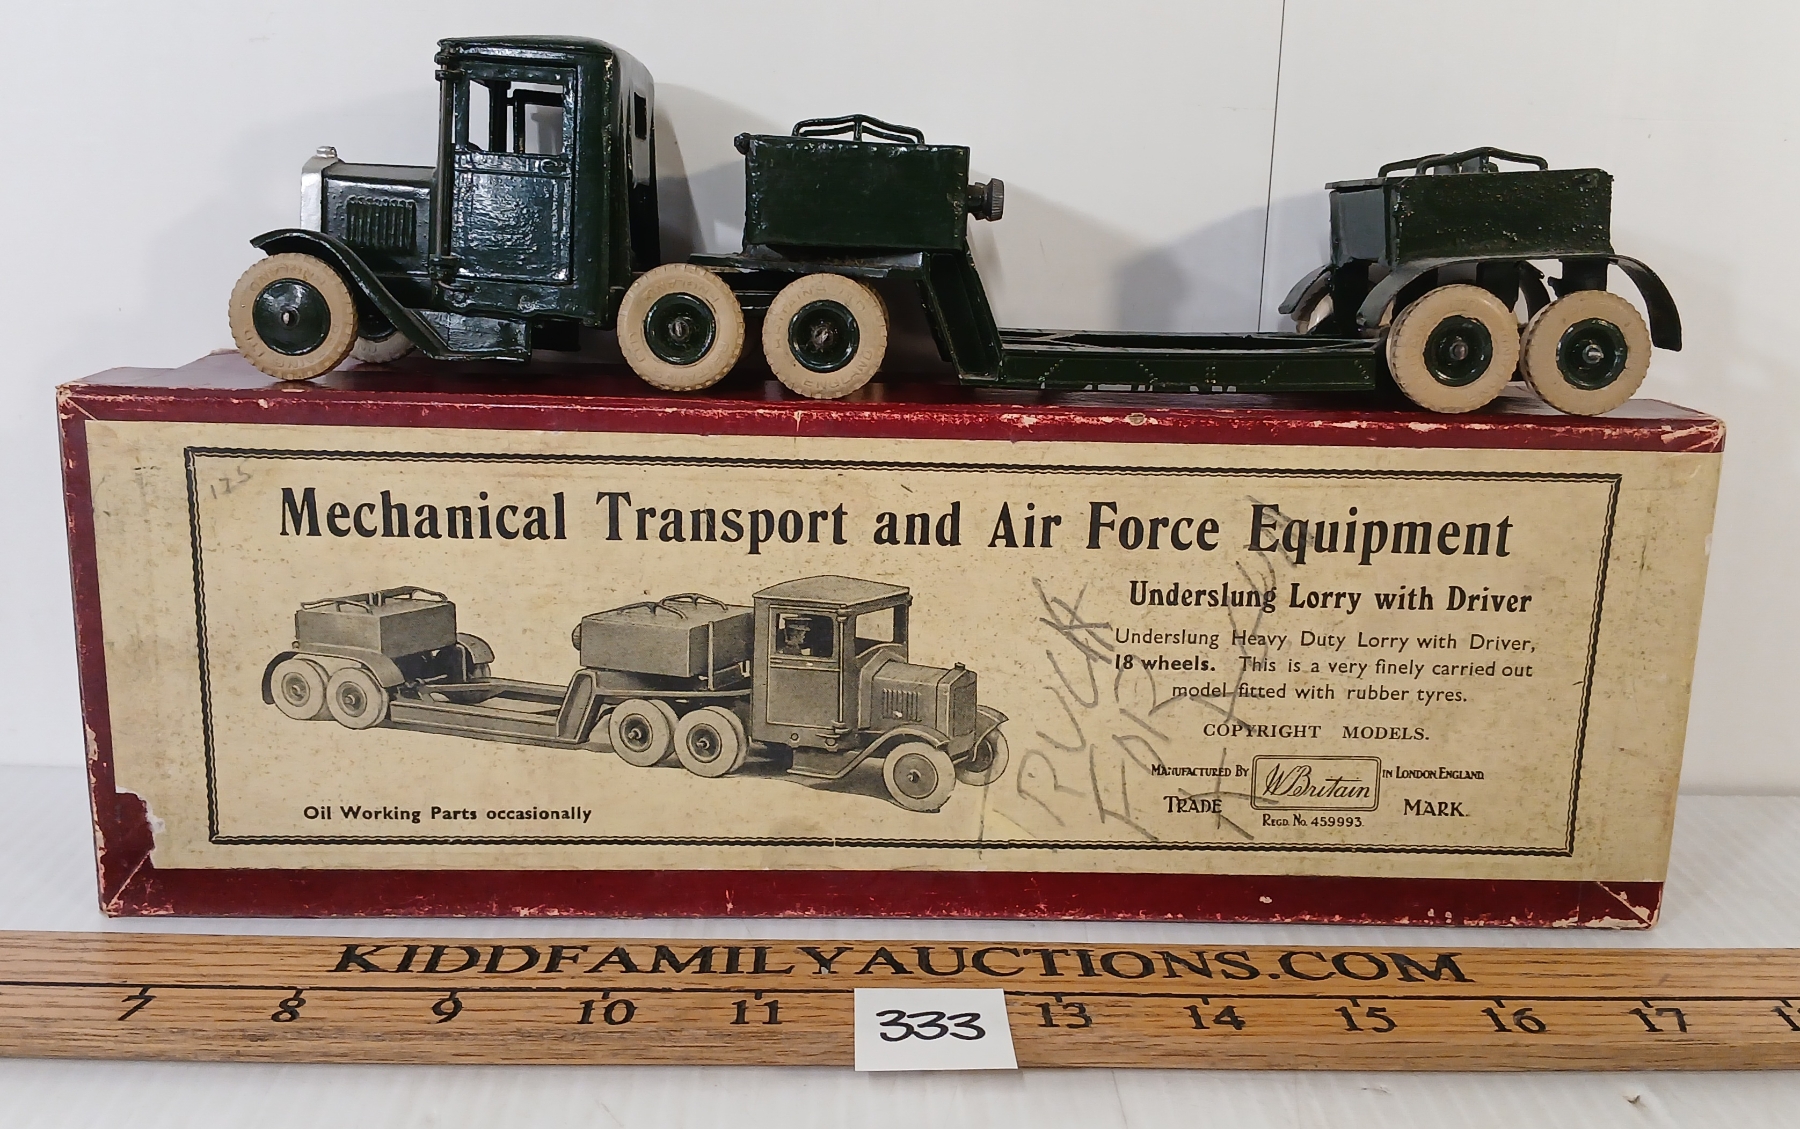 125
Mechanical Transport and Air Force Equipment
Underslung Lorry with Driver
Underslung Heavy Duty Lorry with Driver,
18 wheels. This is a very finely carried out
model fitted with rubber tyres.
COPYRIGHT MODELS.
MANUFACTURED BY WBritain IN LONDON.ENGLAND
TRADE MARK.
REGD. No. 459993.
Oil Working Parts occasionally
TRUCK
FOR
KIDDFAMILYAUCTIONS.COM
7 8 9 10 11 13 14 15 16 17
333